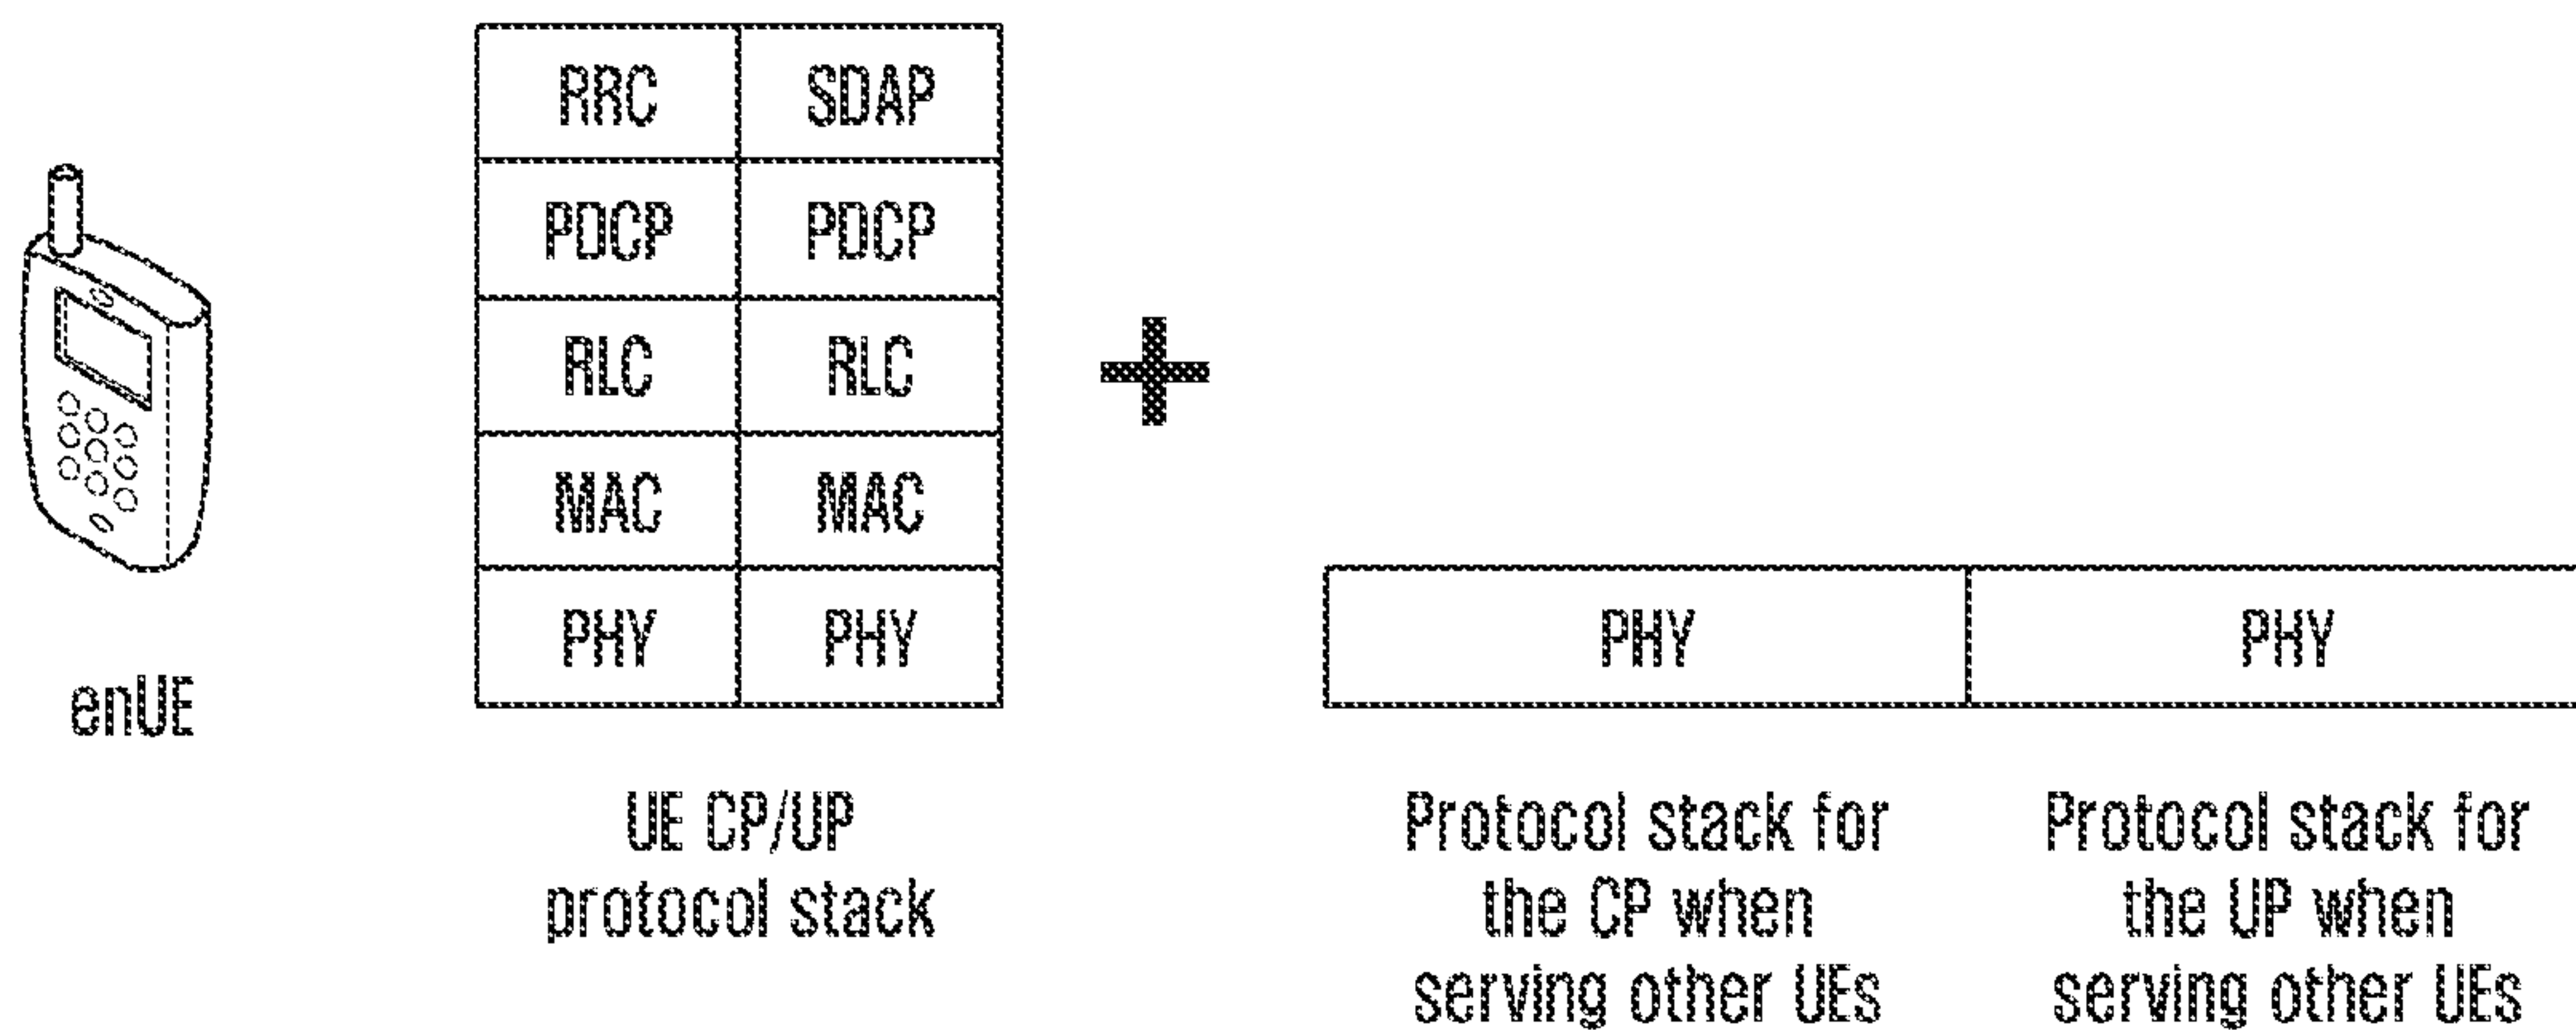 RRC SDAP
PDCP PDCP
RLC RLC
MAC MAC
PHY PHY
PHY PHY
enUE
UE CP/UP
protocol stack
Protocol stack for
the CP when
serving other UEs
Protocol stack for
the UP when
serving other UEs